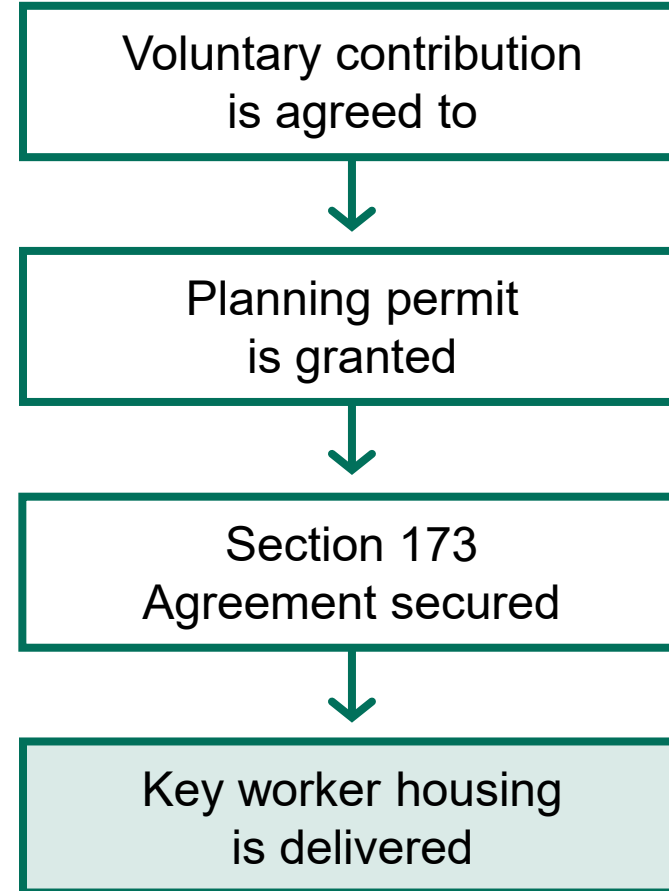 Voluntary contribution
is agreed to
Planning permit
is granted
Section 173
Agreement secured
Key worker housing
is delivered